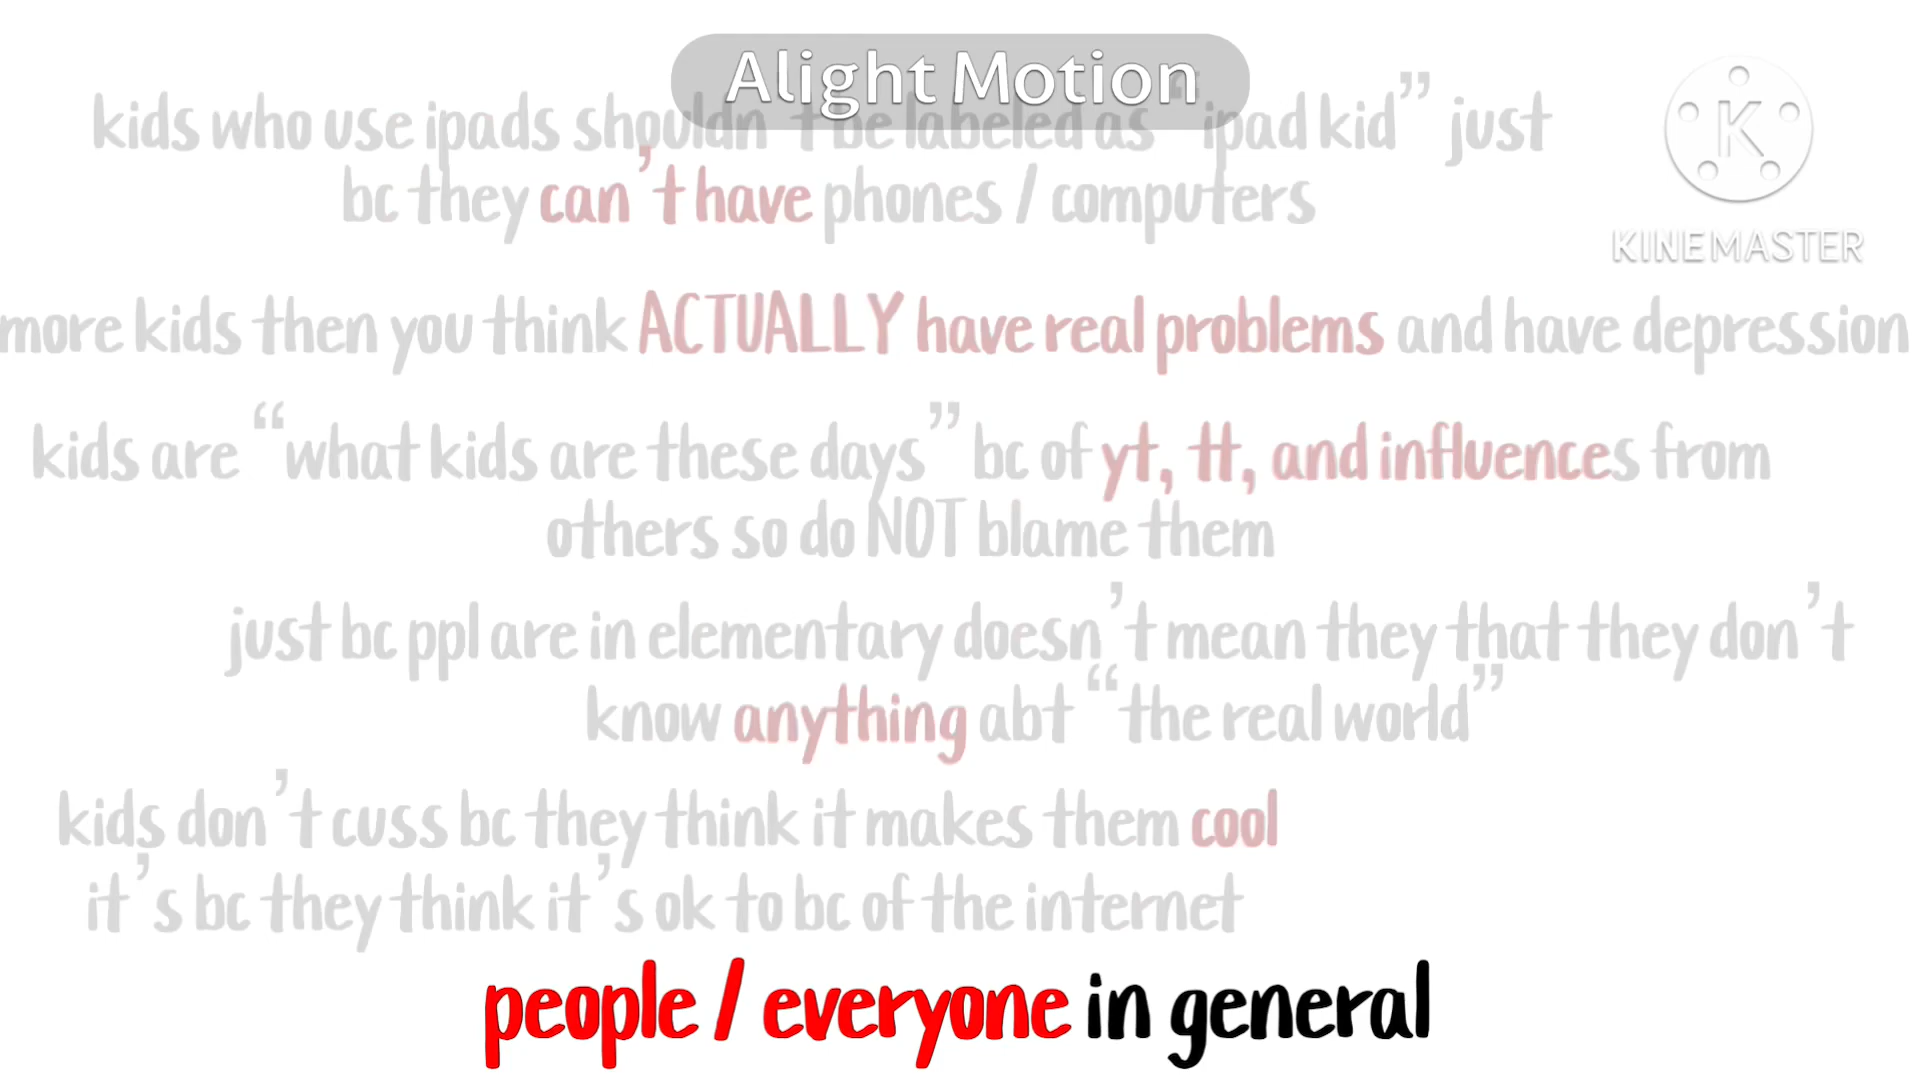 Alight Motion
kids who use ipads shouldn't be labeled as “ipad kid” just
bc they can't have phones / computers
KINEMASTER
more kids then you think ACTUALLY have real problems and have depression
kids are “what kids are these days” bc of yt, tt, and influences from
others so do NOT blame them
just bc ppl are in elementary doesn't mean they that they don't
know anything abt “the real world”
kids don't cuss bc they think it makes them cool
it's bc they think it's ok to bc of the internet
people / everyone in general